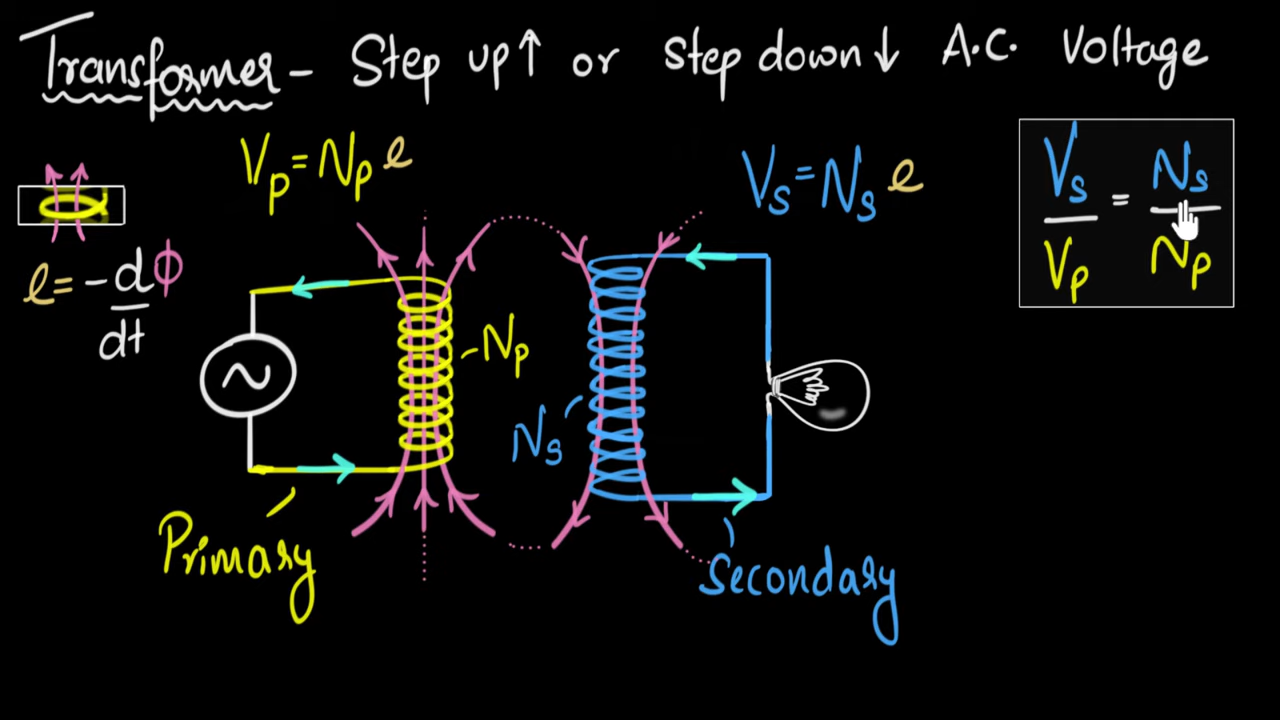 Transformer - Step up↑ or step down↓ A.C. Voltage
Vp = Np e
Vs = Ns e
Vs/Vp = Ns/Np
e = - dϕ/dt
~
Np
Ns
Primary
Secondary